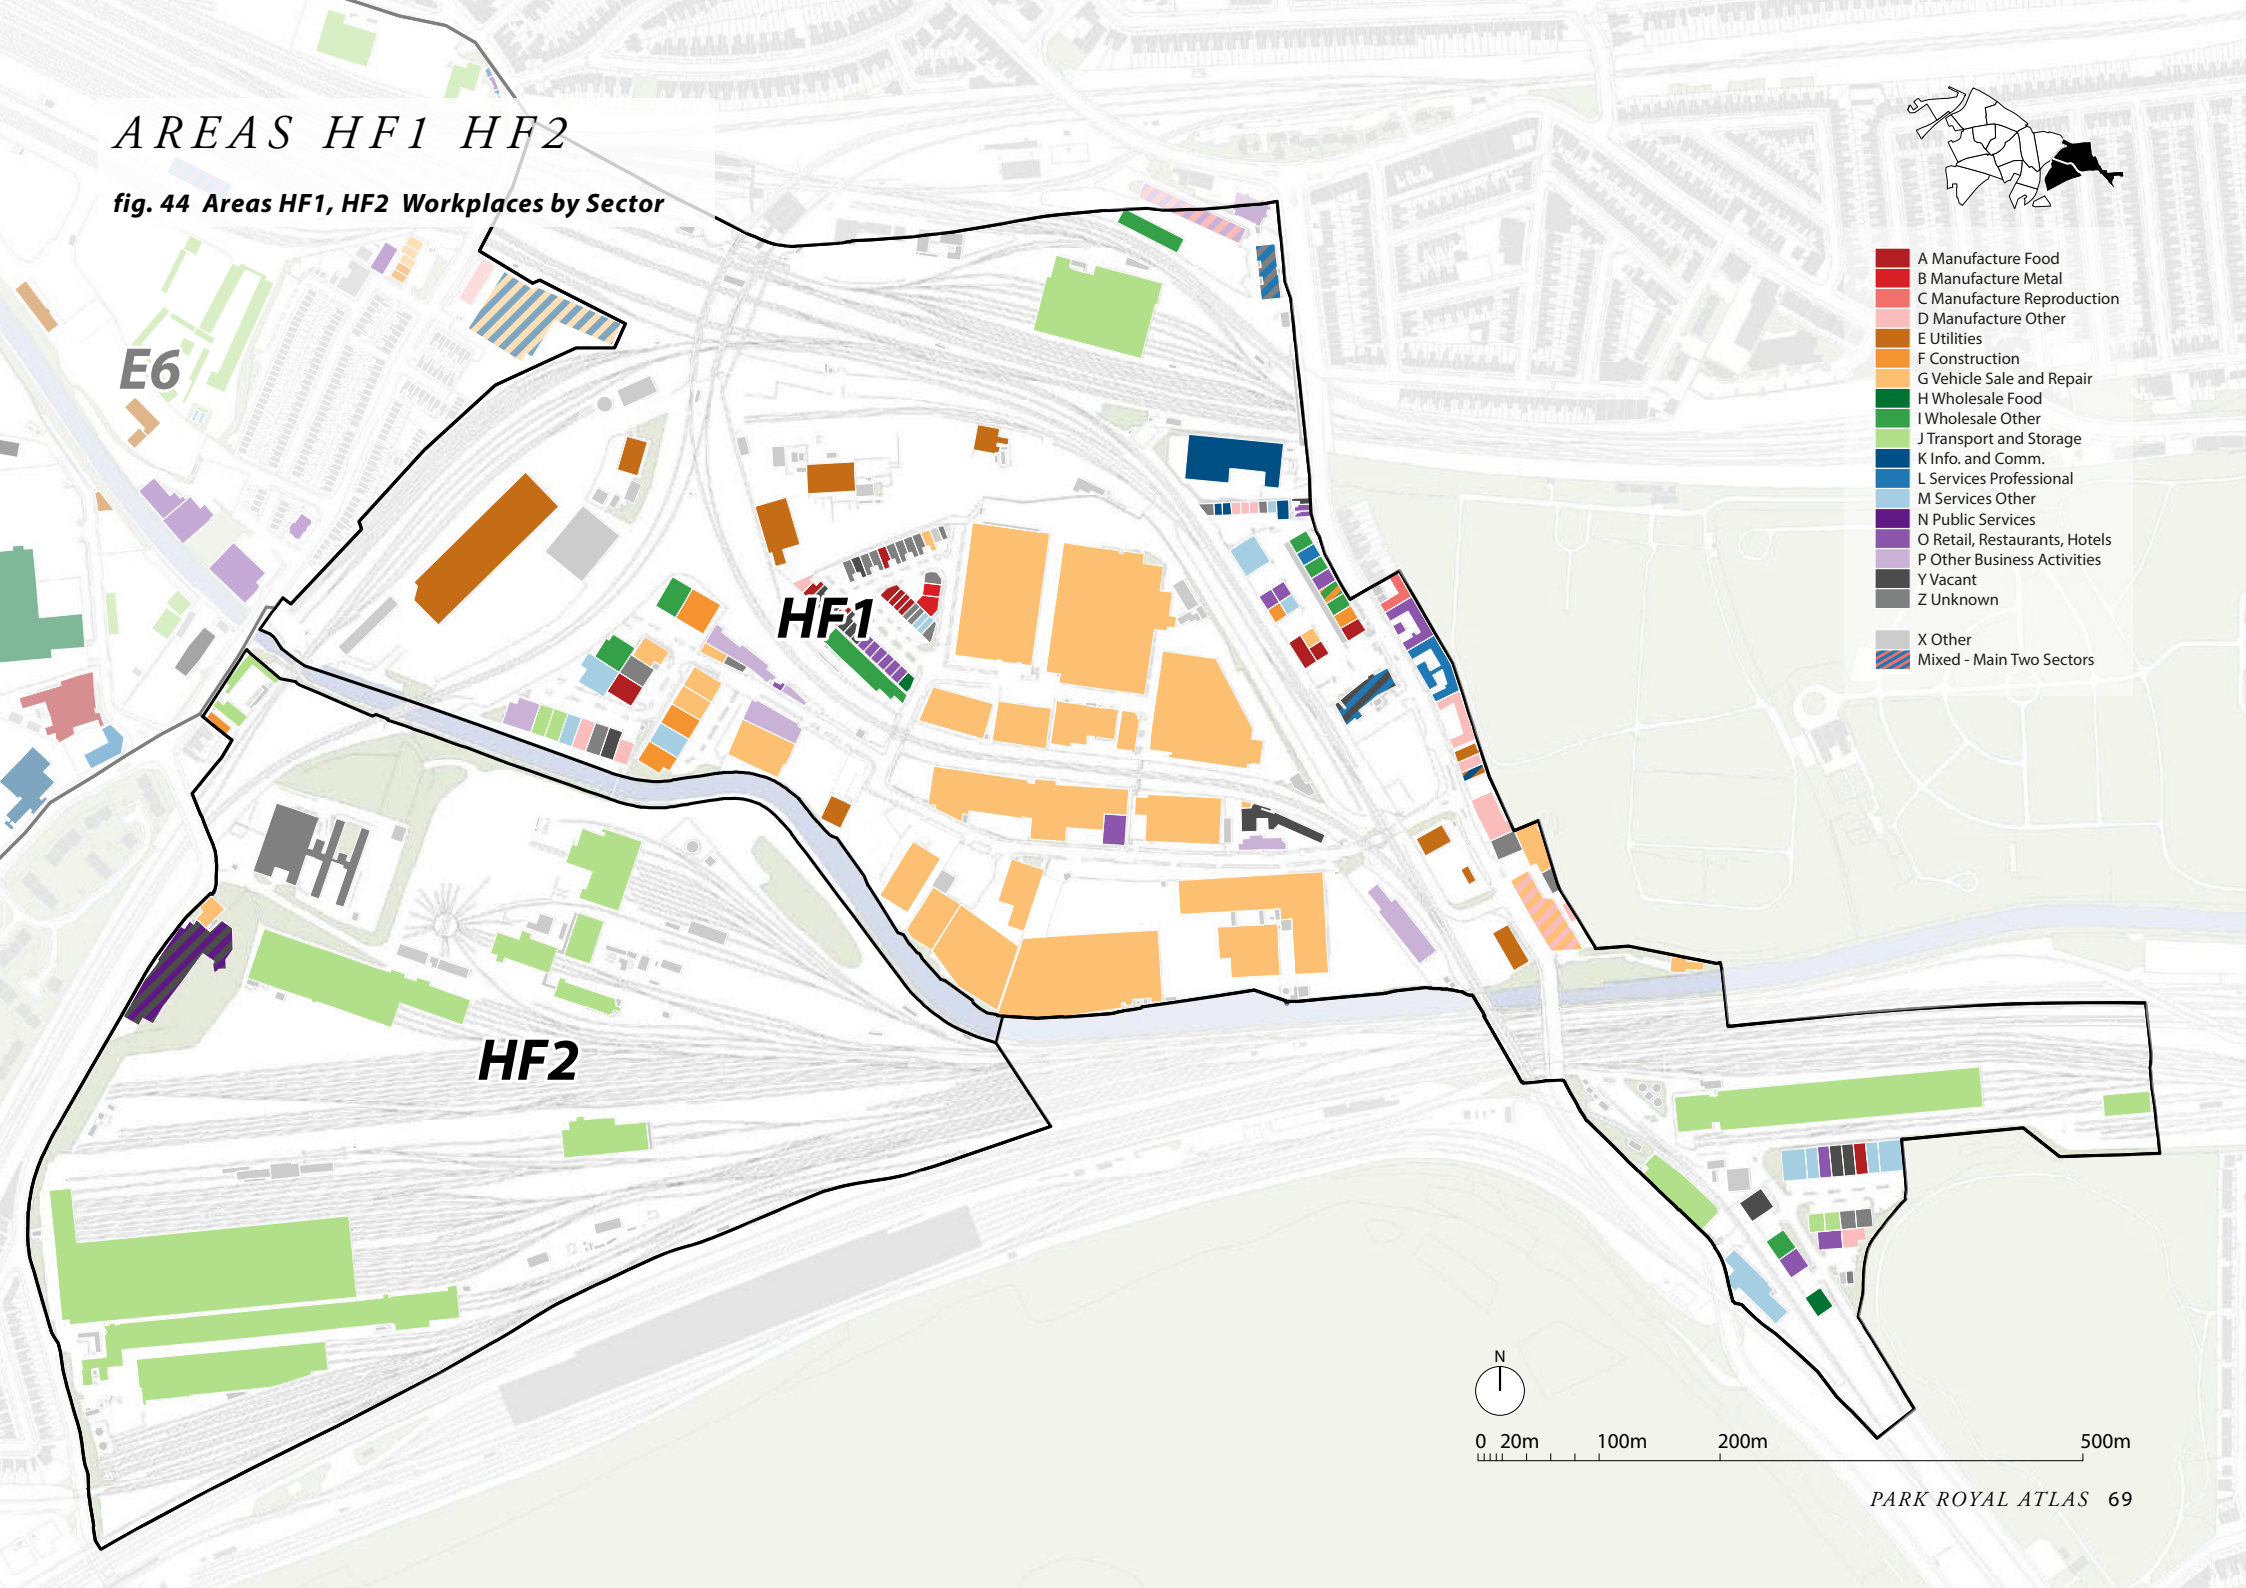 AREAS HF1 HF2
fig. 44 Areas HF1, HF2 Workplaces by Sector
E6
HF1
HF2
A Manufacture Food
B Manufacture Metal
C Manufacture Reproduction
D Manufacture Other
E Utilities
F Construction
G Vehicle Sale and Repair
H Wholesale Food
I Wholesale Other
J Transport and Storage
K Info. and Comm.
L Services Professional
M Services Other
N Public Services
O Retail, Restaurants, Hotels
P Other Business Activities
Y Vacant
Z Unknown
X Other
Mixed - Main Two Sectors
N
0 20m 100m 200m 500m
PARK ROYAL ATLAS 69